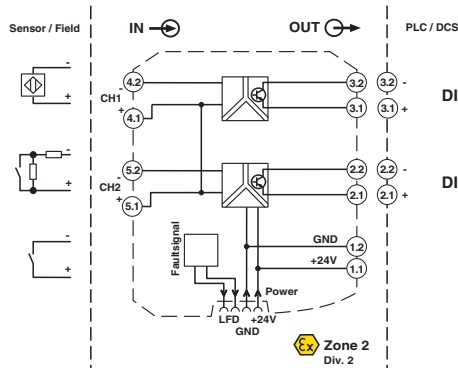 Sensor / Field
IN
OUT
PLC / DCS
-
+
4.2
-
CH1
+
4.1
3.2
3.1
3.2 -
3.1 +
DI
-
+
5.2
-
CH2
+
5.1
2.2
2.1
2.2 -
2.1 +
DI
-
+
Faultsignal
GND
1.2
+24V
1.1
Power
LFD
+24V
GND
Ex
Zone 2
Div. 2